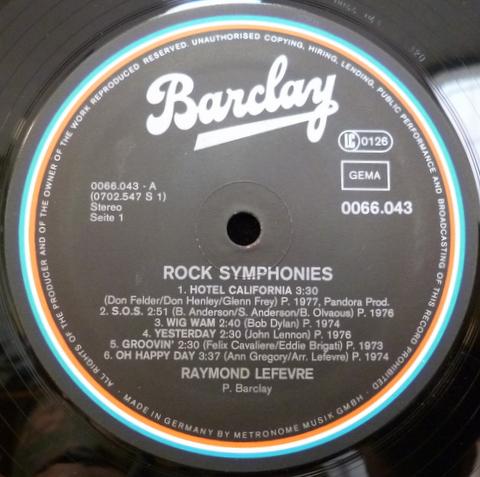 ALL RIGHTS OF THE PRODUCER AND OF THE OWNER OF THE WORK REPRODUCED RESERVED. UNAUTHORISED COPYING, HIRING, LENDING, PUBLIC PERFORMANCE AND BROADCASTING OF THIS RECORD PROHIBITED
Barclay
LC 0126
GEMA
0066.043
0066.043 - A
(0702.547 S 1)
Stereo
Seite 1
ROCK SYMPHONIES
1. HOTEL CALIFORNIA 3:30
(Don Felder/Don Henley/Glenn Frey) P. 1977, Pandora Prod.
2. S.O.S. 2:51 (B. Anderson/S. Anderson/B. Olvaous) P. 1976
3. WIG WAM 2:40 (Bob Dylan) P. 1974
4. YESTERDAY 2:30 (John Lennon) P. 1976
5. GROOVIN' 2:30 (Felix Cavaliere/Eddie Brigati) P. 1973
6. OH HAPPY DAY 3:37 (Ann Gregory/Arr. Lefevre) P. 1974
RAYMOND LEFEVRE
P. Barclay
MADE IN GERMANY BY METRONOME MUSIK GMBH